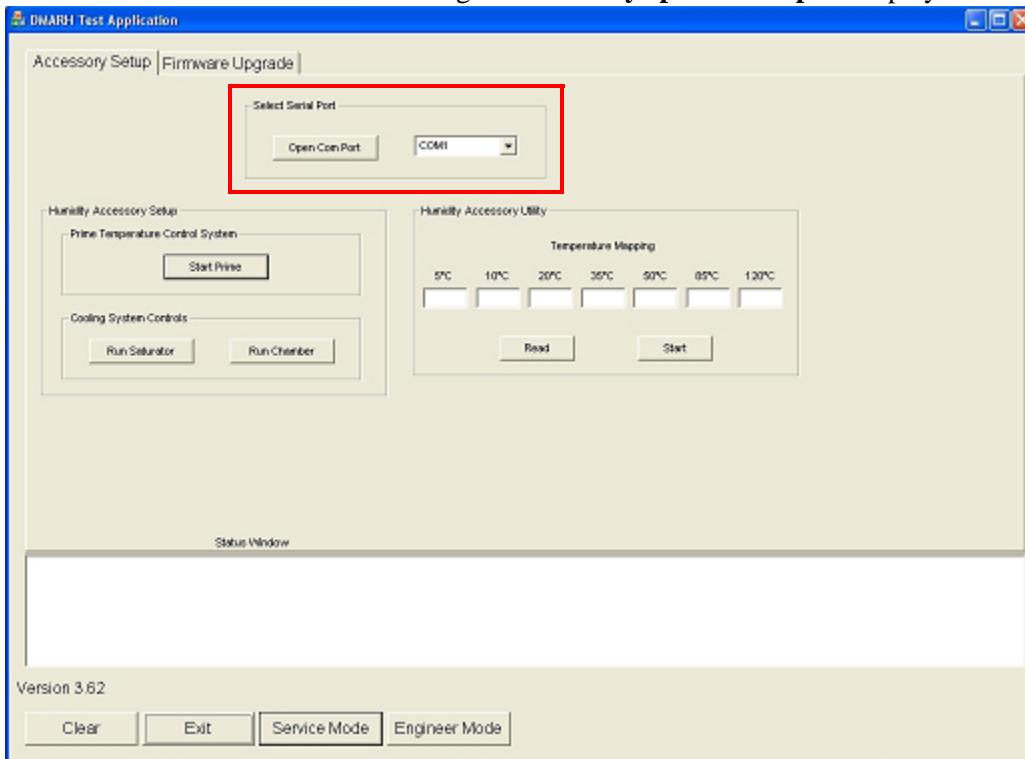 DMARH Test Application
Accessory Setup Firmware Upgrade
Select Serial Port
Open Com Port COM1
Humidity Accessory Setup
Prime Temperature Control System
Start Prime
Cooling System Controls
Run Saturator Run Chamber
Humidity Accessory Utility
Temperature Mapping
5°C 10°C 20°C 35°C 50°C 85°C 120°C
Read Start
Status Window
Version 3.62
Clear Exit Service Mode Engineer Mode